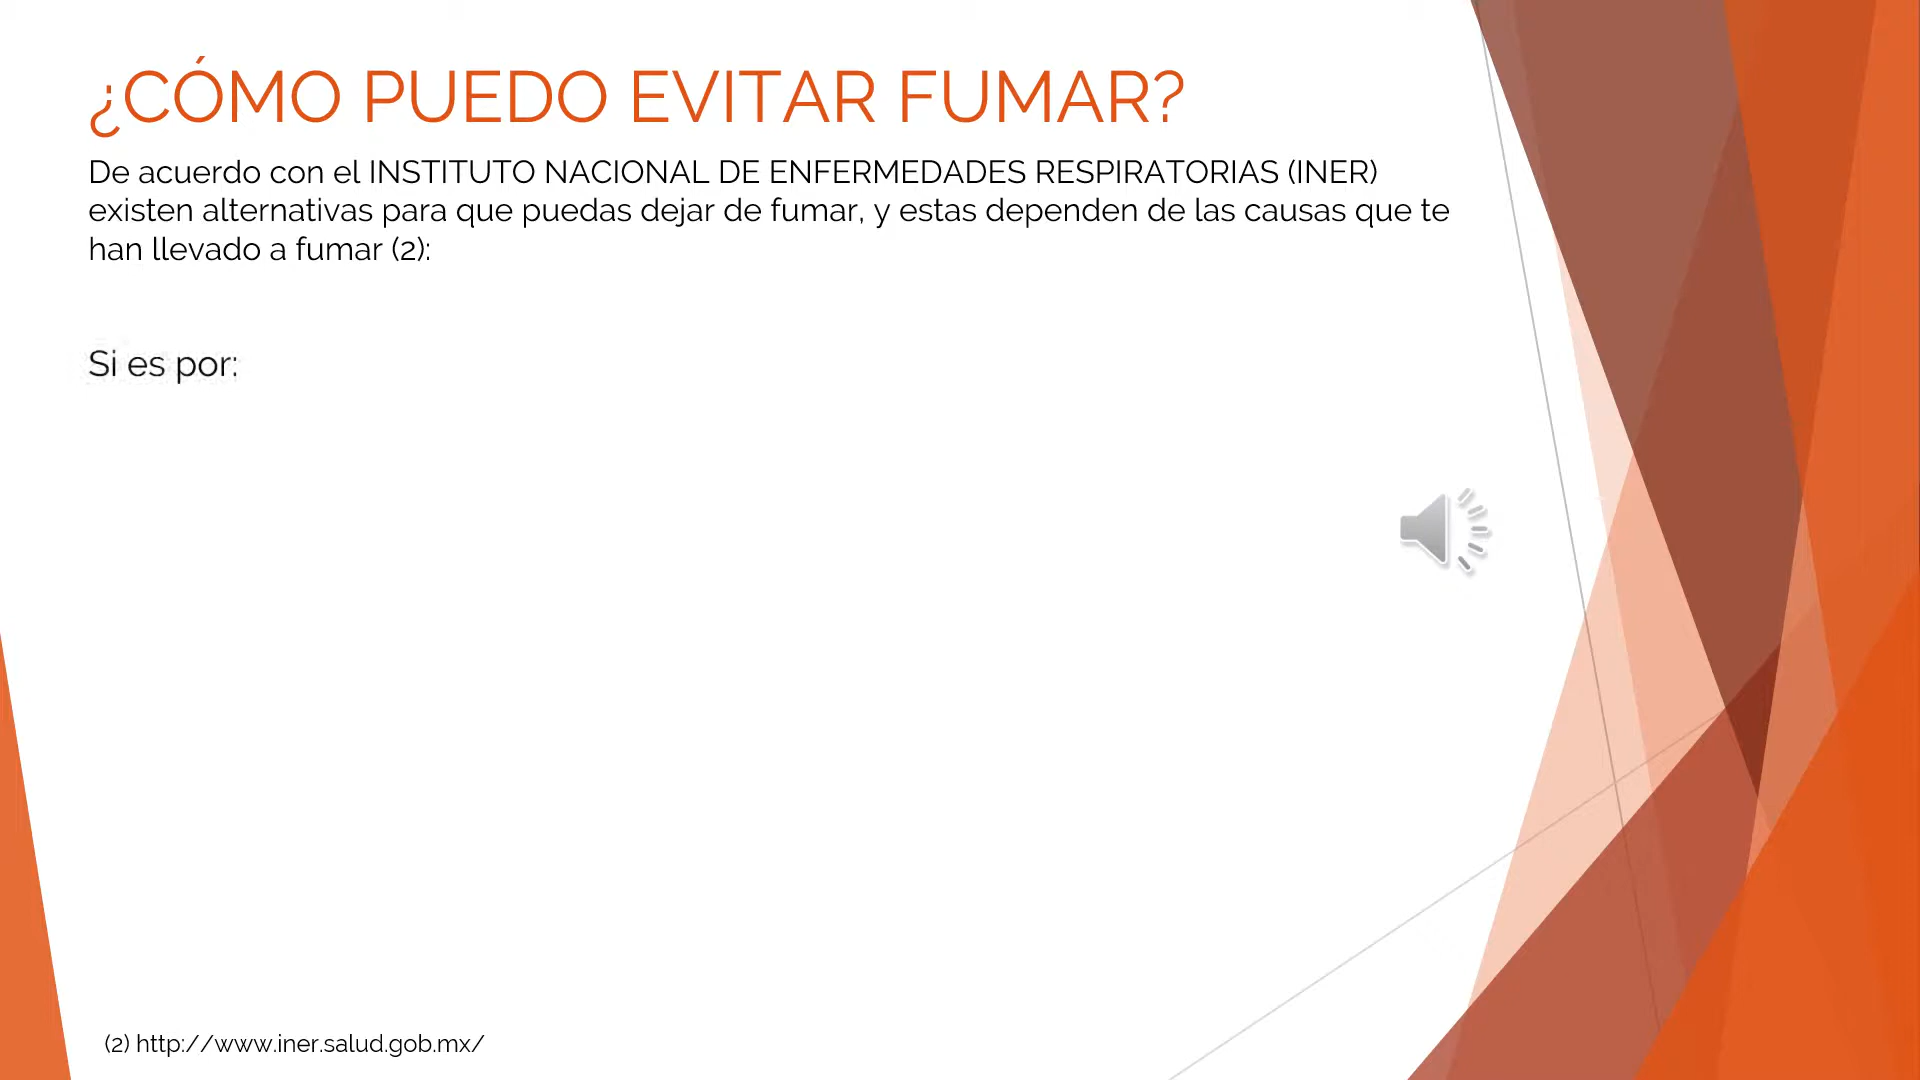 ¿CÓMO PUEDO EVITAR FUMAR?
De acuerdo con el INSTITUTO NACIONAL DE ENFERMEDADES RESPIRATORIAS (INER)
existen alternativas para que puedas dejar de fumar, y estas dependen de las causas que te
han llevado a fumar (2):
Si es por:
(2) http://www.iner.salud.gob.mx/